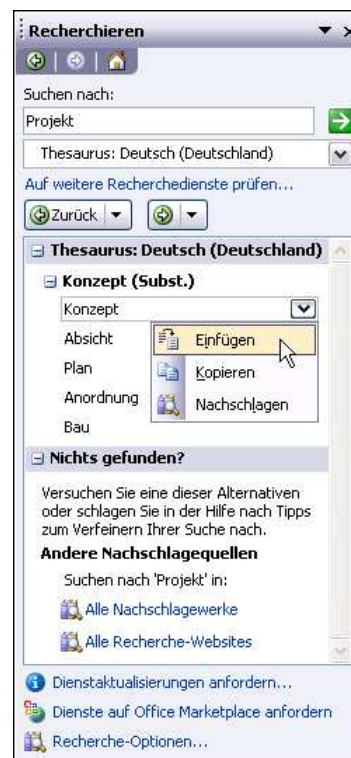 Recherchieren
Suchen nach:
Projekt
Thesaurus: Deutsch (Deutschland)
Auf weitere Recherchedienste prüfen...
Zurück
Thesaurus: Deutsch (Deutschland)
Konzept (Subst.)
Konzept
Absicht
Plan
Anordnung
Bau
Einfügen
Kopieren
Nachschlagen
Nichts gefunden?
Versuchen Sie eine dieser Alternativen
oder schlagen Sie in der Hilfe nach Tipps
zum Verfeinern Ihrer Suche nach.
Andere Nachschlagequellen
Suchen nach 'Projekt' in:
Alle Nachschlagewerke
Alle Recherche-Websites
Dienstaktualisierungen anfordern...
Dienste auf Office Marketplace anfordern
Recherche-Optionen...